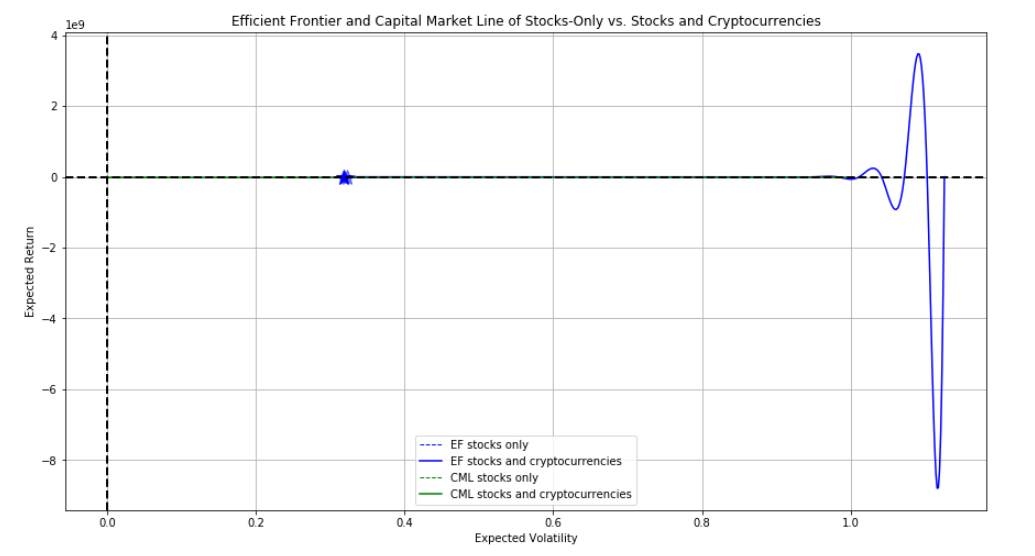 Efficient Frontier and Capital Market Line of Stocks-Only vs. Stocks and Cryptocurrencies
1e9
4
2
0
−2
−4
−6
−8
Expected Return
EF stocks only
EF stocks and cryptocurrencies
CML stocks only
CML stocks and cryptocurrencies
0.0 0.2 0.4 0.6 0.8 1.0
Expected Volatility